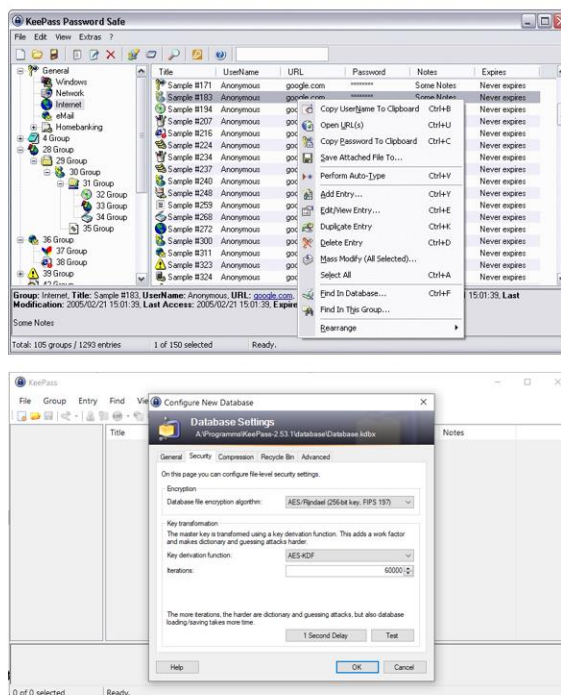 KeePass Password Safe
File Edit View Extras ?
General
Windows
Network
Internet
eMail
Homebanking
4 Group
28 Group
29 Group
30 Group
31 Group
32 Group
33 Group
34 Group
35 Group
36 Group
37 Group
38 Group
39 Group
Title UserName URL Password Notes Expires
Sample #171 Anonymous google.com ******** Some Notes Never expires
Sample #183 Anonymous google.com ******** Some Notes Never expires
Sample #194 Anonymous goo Never expires
Sample #207 Anonymous goo Never expires
Sample #216 Anonymous goo Never expires
Sample #224 Anonymous goo Never expires
Sample #234 Anonymous goo Never expires
Sample #237 Anonymous goo Never expires
Sample #240 Anonymous goo Never expires
Sample #248 Anonymous goo Never expires
Sample #259 Anonymous goo Never expires
Sample #268 Anonymous goo Never expires
Sample #272 Anonymous goo Never expires
Sample #300 Anonymous goo Never expires
Sample #311 Anonymous goo Never expires
Sample #323 Anonymous goo Never expires
Sample #324 Anonymous goo Never expires
Copy UserName To Clipboard Ctrl+B
Open URL(s) Ctrl+U
Copy Password To Clipboard Ctrl+C
Save Attached File To...
Perform Auto-Type Ctrl+V
Add Entry... Ctrl+Y
Edit/View Entry... Ctrl+E
Duplicate Entry Ctrl+K
Delete Entry Ctrl+D
Mass Modify (All Selected)...
Select All Ctrl+A
Find In Database... Ctrl+F
Find In This Group...
Rearrange
Group: Internet, Title: Sample #183, UserName: Anonymous, URL: google.com, 15:01:39, Last
Modification: 2005/02/21 15:01:39, Last Access: 2005/02/21 15:01:39, Expire
Some Notes
Total: 105 groups / 1293 entries 1 of 150 selected Ready.
KeePass
File Group Entry Find
Title Notes
Configure New Database
Database Settings
A:\Programms\KeePass-2.53.1\database\Database.kdbx
General Security Compression Recycle Bin Advanced
On this page you can configure file-level security settings.
Encryption
Database file encryption algorithm: AES/Rijndael (256-bit key, FIPS 197)
Key transformation
The master key is transformed using a key derivation function. This adds a work factor
and makes dictionary and guessing attacks harder.
Key derivation function: AES-KDF
Iterations: 60000
The more iterations, the harder are dictionary and guessing attacks, but also database
loading/saving takes more time.
1 Second Delay Test
Help OK Cancel
0 of 0 selected Ready.